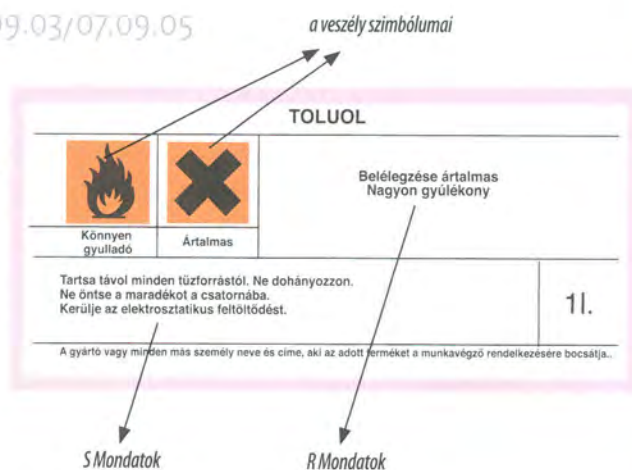 09.03/07.09.05
a veszély szimbólumai
TOLUOL
Belélegzése ártalmas
Nagyon gyúlékony
Könnyen
gyulladó
Ártalmas
Tartsa távol minden tűzforrástól. Ne dohányozzon.
Ne öntse a maradékot a csatornába.
Kerülje az elektrosztatikus feltöltődést.
1l.
A gyártó vagy minden más személy neve és címe, aki az adott terméket a munkavégző rendelkezésére bocsátja..
S Mondatok
R Mondatok